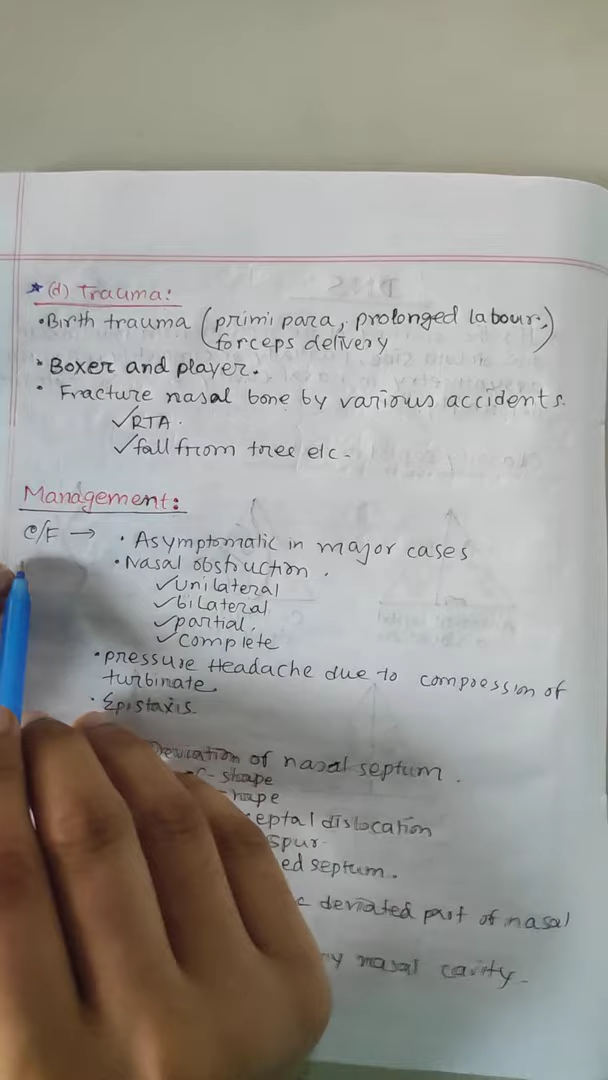 ★ (d) Trauma:
• Birth trauma (primi para, prolonged labour,
forceps delivery)
• Boxer and player.
• Fracture nasal bone by various accidents.
✓ RTA.
✓ fall from tree etc-
Management:
C/F → • Asymptomatic in major cases
• Nasal obstruction.
✓ unilateral
✓ bilateral
✓ partial.
✓ complete
• pressure Headache due to compression of
turbinate.
• Epistaxis.
Deviation of nasal septum.
C- shape
hape
eptal dislocation
spur
ed septum.
deviated part of nasal
nasal cavity.